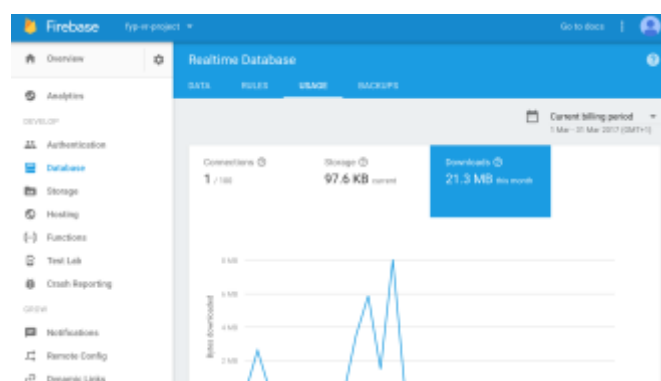 Firebase
fyp-vr-project
Go to docs
Overview
Analytics
DEVELOP
Authentication
Database
Storage
Hosting
Functions
Test Lab
Crash Reporting
GROW
Notifications
Remote Config
Dynamic Links
Realtime Database
DATA RULES USAGE BACKUPS
Current billing period
1 Mar - 31 Mar 2017 (GMT+1)
Connections
1 / 100
Storage
97.6 KB current
Downloads
21.3 MB this month
Bytes downloaded
8 MB
6 MB
4 MB
2 MB